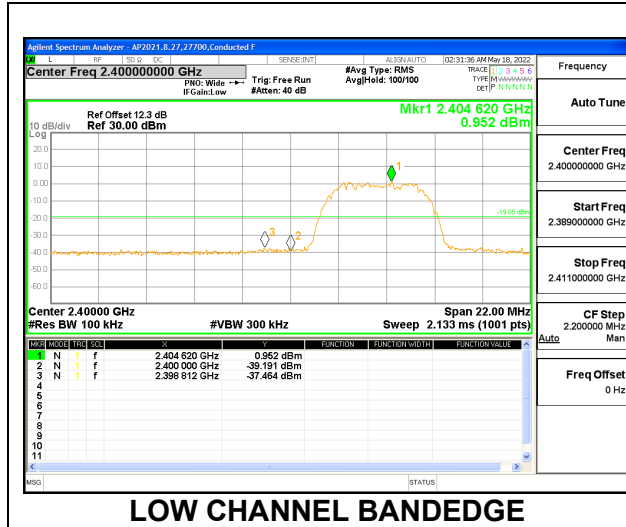 Agilent Spectrum Analyzer - AP2021.8.27,27700,Conducted F
L RF 50 Ω DC SENSE:INT ALIGN AUTO 02:31:36 AM May 18, 2022
Center Freq 2.400000000 GHz
PNO: Wide
IFGain:Low
Trig: Free Run
#Atten: 40 dB
#Avg Type: RMS
Avg|Hold: 100/100
TRACE 1 2 3 4 5 6
TYPE M
DET P N N N N N
Ref Offset 12.3 dB
10 dB/div Ref 30.00 dBm
Log
Mkr1 2.404 620 GHz
0.952 dBm
20.0
10.0
0.00
-10.0
-20.0
-30.0
-40.0
-50.0
-60.0
1
-19.05 dBm
3
2
Center 2.40000 GHz Span 22.00 MHz
#Res BW 100 kHz #VBW 300 kHz Sweep 2.133 ms (1001 pts)
MKR MODE TRC SCL X Y FUNCTION FUNCTION WIDTH FUNCTION VALUE
1 N 1 f 2.404 620 GHz 0.952 dBm
2 N 1 f 2.400 000 GHz -39.191 dBm
3 N 1 f 2.398 812 GHz -37.464 dBm
4
5
6
7
8
9
10
11
MSG STATUS
Frequency
Auto Tune
Center Freq
2.400000000 GHz
Start Freq
2.389000000 GHz
Stop Freq
2.411000000 GHz
CF Step
2.200000 MHz
Auto Man
Freq Offset
0 Hz
LOW CHANNEL BANDEDGE